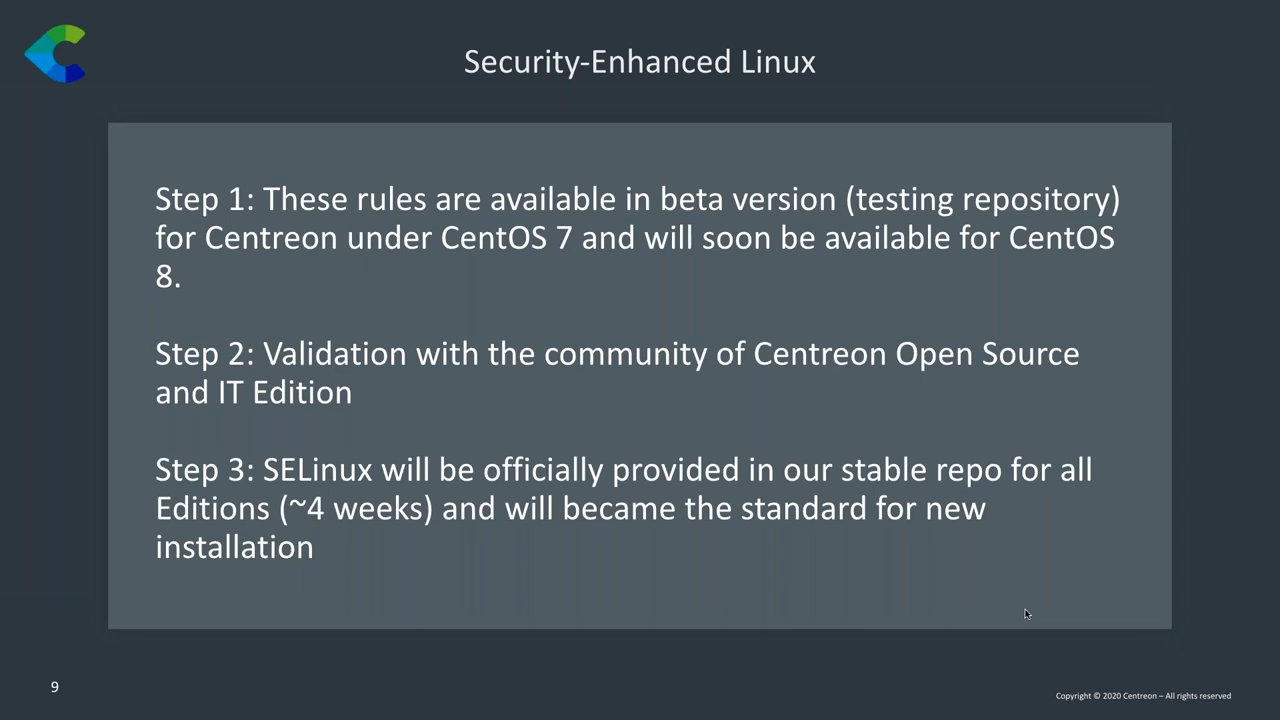 Security-Enhanced Linux
Step 1: These rules are available in beta version (testing repository)
for Centreon under CentOS 7 and will soon be available for CentOS
8.
Step 2: Validation with the community of Centreon Open Source
and IT Edition
Step 3: SELinux will be officially provided in our stable repo for all
Editions (~4 weeks) and will became the standard for new
installation
9
Copyright © 2020 Centreon – All rights reserved